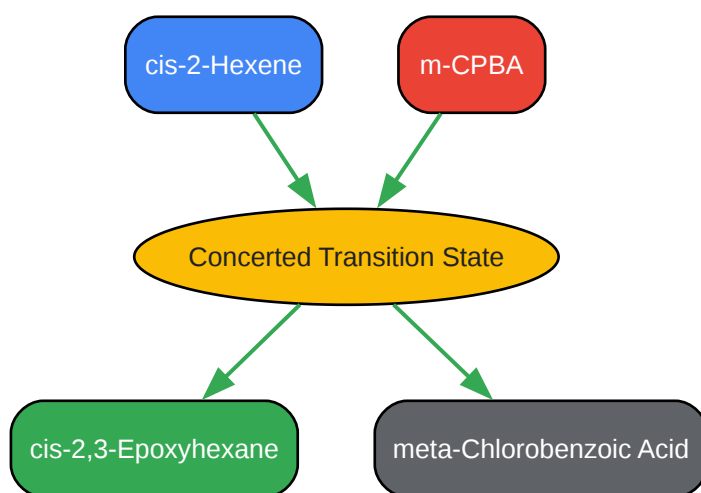 cis-2-Hexene
m-CPBA
Concerted Transition State
cis-2,3-Epoxyhexane
meta-Chlorobenzoic Acid